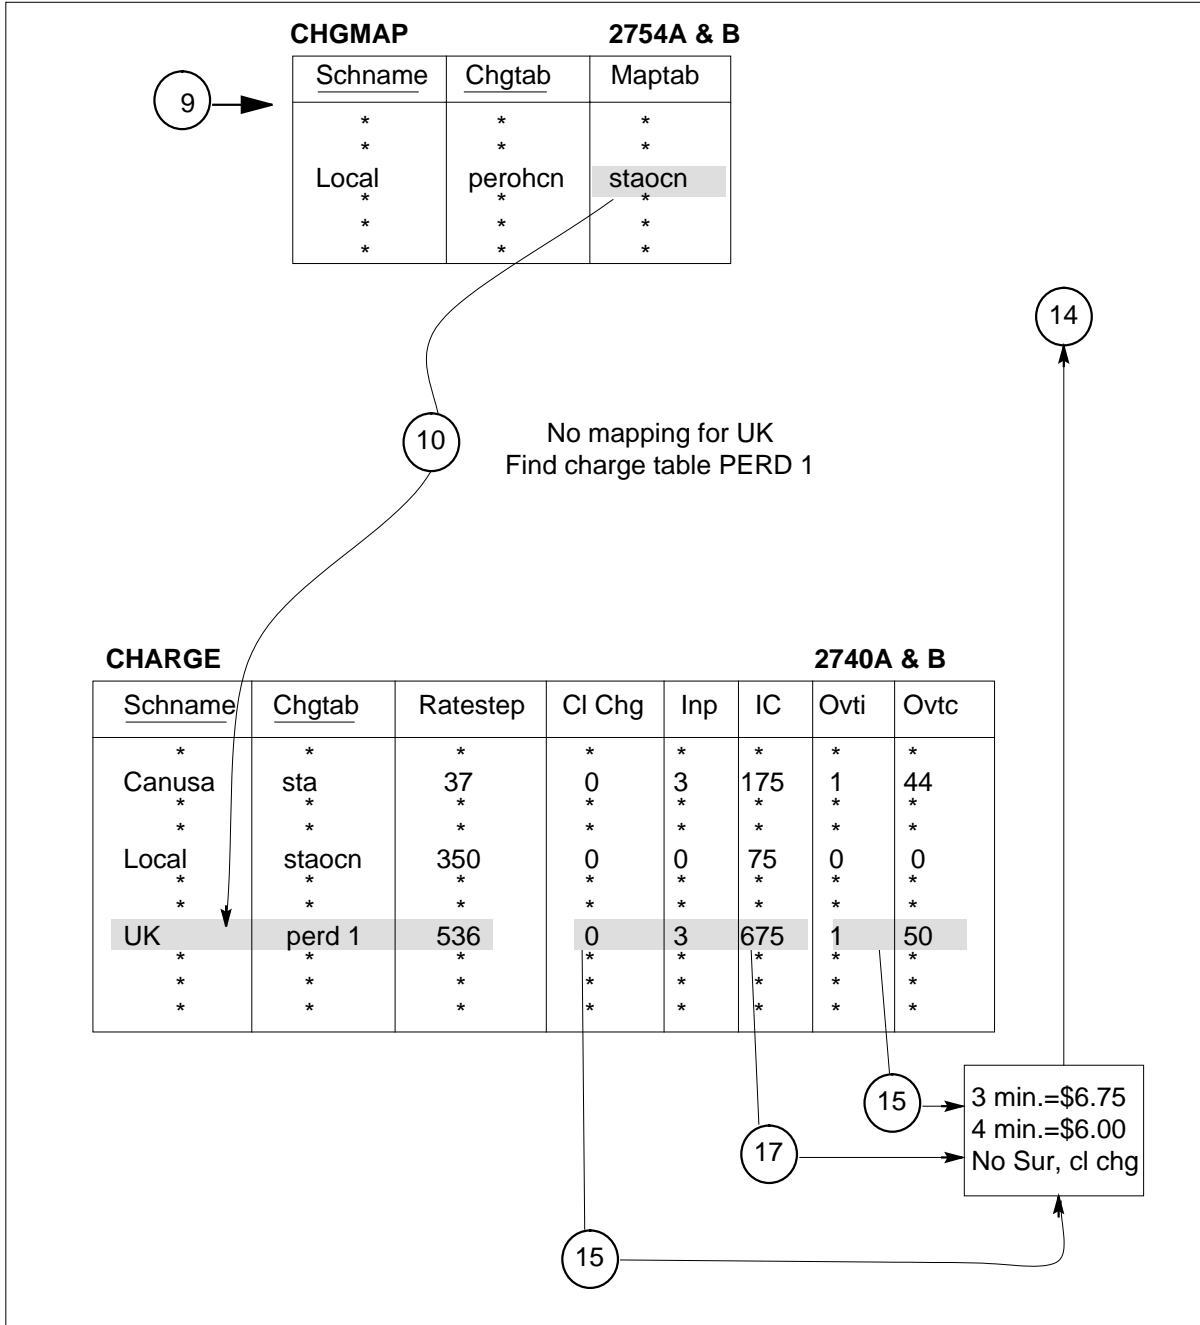 CHGMAP 2754A & B
Schname Chgtab Maptab
9
* * *
* * *
Local perohcn staocn
* *
* * *
* * *
14
10
No mapping for UK
Find charge table PERD 1
CHARGE 2740A & B
Schname Chgtab Ratestep Cl Chg Inp IC Ovti Ovtc
* * * * * * * *
Canusa sta 37 0 3 175 1 44
* * * * * * * *
* * * * * * * *
Local staocn 350 0 0 75 0 0
* * * * * * * *
* * * * * * * *
UK perd 1 536 0 3 675 1 50
* * * * * * * *
* * * * * * * *
* * * * * * * *
15
3 min.=$6.75
4 min.=$6.00
17
No Sur, cl chg
15